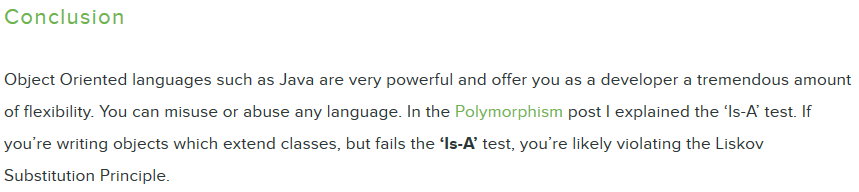 Conclusion
Object Oriented languages such as Java are very powerful and offer you as a developer a tremendous amount
of flexibility. You can misuse or abuse any language. In the Polymorphism post I explained the ‘Is-A’ test. If
you’re writing objects which extend classes, but fails the ‘Is-A’ test, you’re likely violating the Liskov
Substitution Principle.